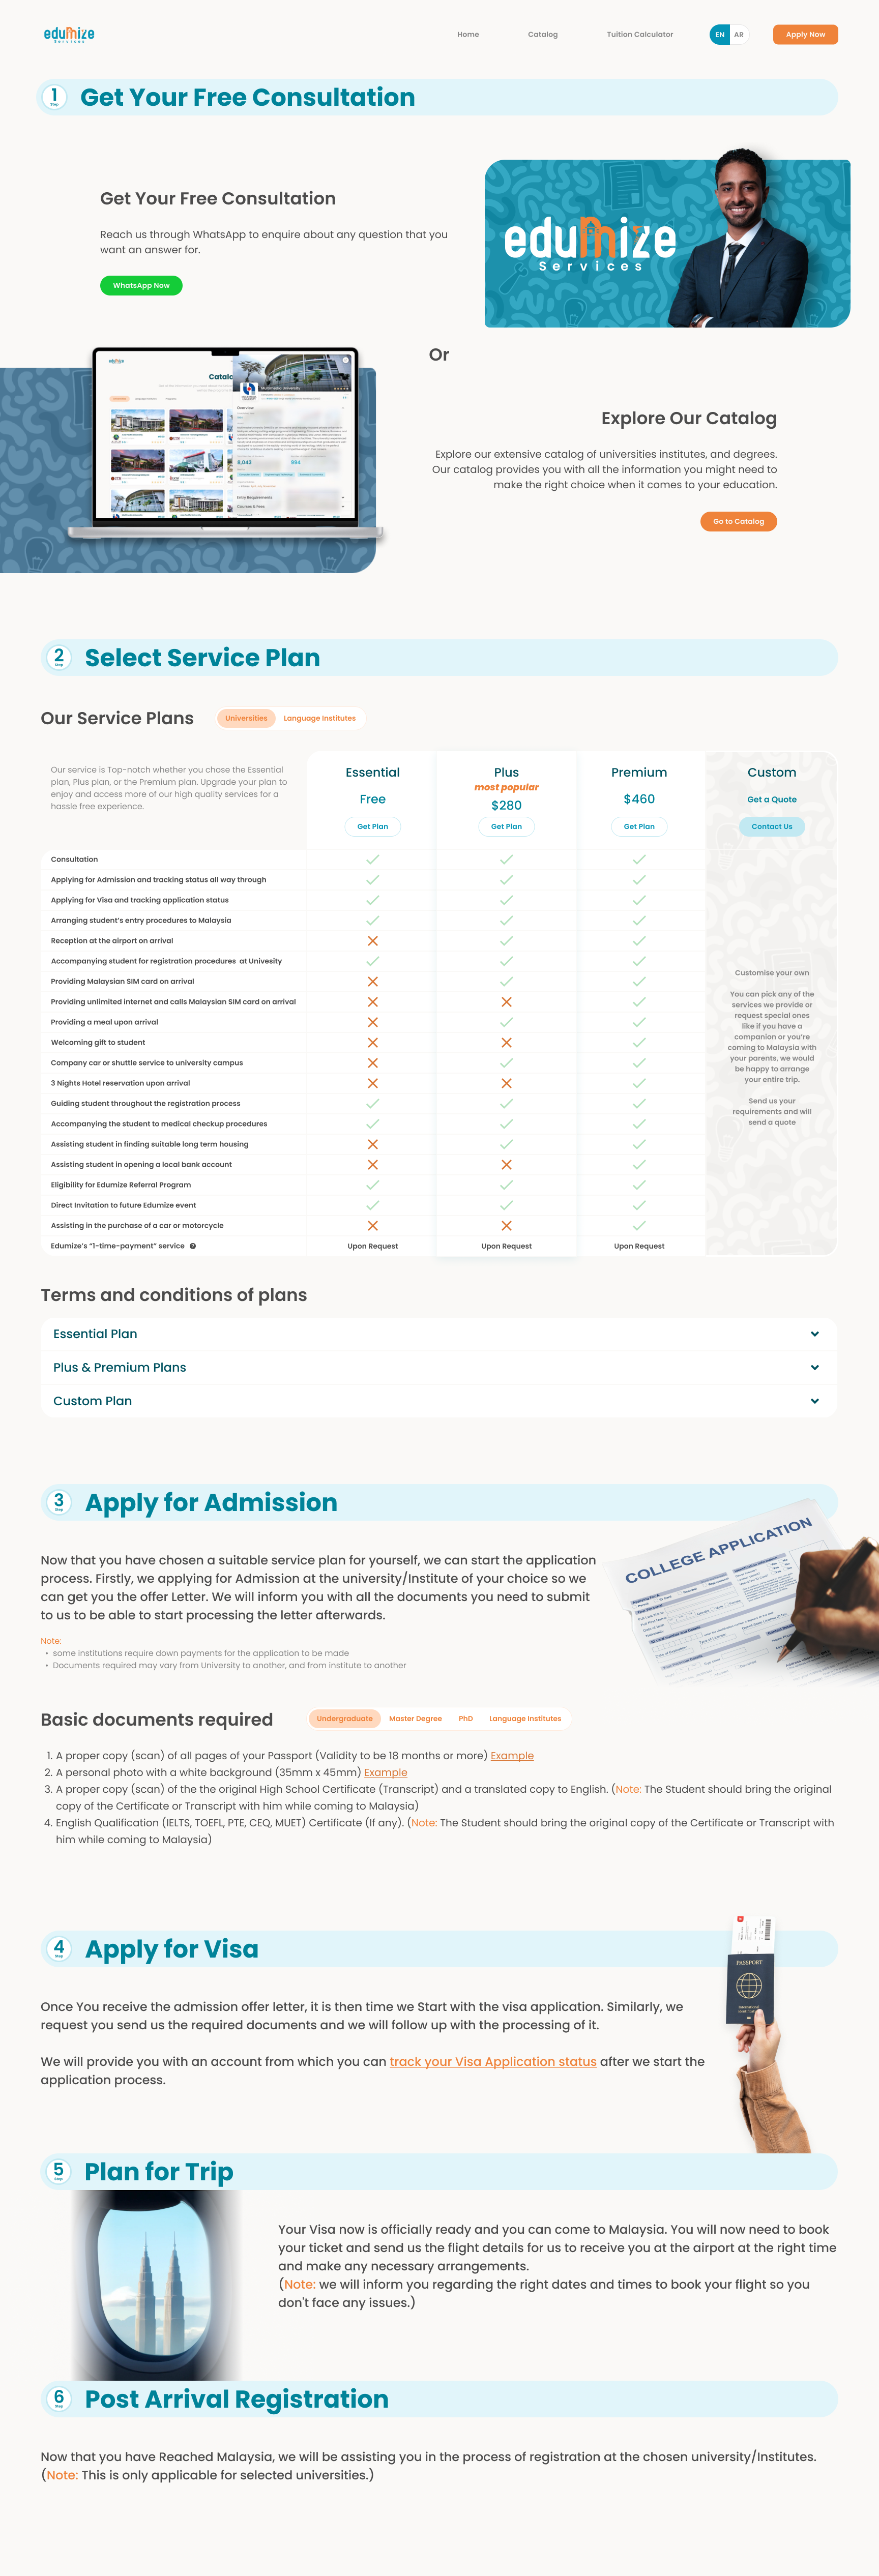 edumize
Services
Home
Catalog
Tuition Calculator
EN
AR
Apply Now
1
Step
Get Your Free Consultation
Get Your Free Consultation
Reach us through WhatsApp to enquire about any question that you
want an answer for.
WhatsApp Now
edumize
Services
Or
edumize
Catalo
Overview
8,043
594
Entry Requirements
Courses & Fees
Explore Our Catalog
Explore our extensive catalog of universities institutes, and degrees.
Our catalog provides you with all the information you might need to
make the right choice when it comes to your education.
Go to Catalog
2
Step
Select Service Plan
Our Service Plans
Universities
Language Institutes
Our service is Top-notch whether you chose the Essential
plan, Plus plan, or the Premium plan. Upgrade your plan to
enjoy and access more of our high quality services for a
hassle free experience.
Essential
Free
Get Plan
Plus
most popular
$280
Get Plan
Premium
$460
Get Plan
Custom
Get a Quote
Contact Us
Consultation
Applying for Admission and tracking status all way through
Applying for Visa and tracking application status
Arranging student's entry procedures to Malaysia
Reception at the airport on arrival
Accompanying student for registration procedures at Univesity
Providing Malaysian SIM card on arrival
Providing unlimited internet and calls Malaysian SIM card on arrival
Providing a meal upon arrival
Welcoming gift to student
Company car or shuttle service to university campus
3 Nights Hotel reservation upon arrival
Guiding student throughout the registration process
Accompanying the student to medical checkup procedures
Assisting student in finding suitable long term housing
Assisting student in opening a local bank account
Eligibility for Edumize Referral Program
Direct Invitation to future Edumize event
Assisting in the purchase of a car or motorcycle
Edumize's "1-time-payment" service ?
Upon Request
Upon Request
Upon Request
Customise your own
You can pick any of the
services we provide or
request special ones
like if you have a
companion or you're
coming to Malaysia with
your parents, we would
be happy to arrange
your entire trip.
Send us your
requirements and will
send a quote
Terms and conditions of plans
Essential Plan
Plus & Premium Plans
Custom Plan
3
Step
Apply for Admission
Now that you have chosen a suitable service plan for yourself, we can start the application
process. Firstly, we applying for Admission at the university/Institute of your choice so we
can get you the offer Letter. We will inform you with all the documents you need to submit
to us to be able to start processing the letter afterwards.
Note:
• some institutions require down payments for the application to be made
• Documents required may vary from University to another, and from institute to another
COLLEGE APPLICATION
Basic documents required
Undergraduate
Master Degree
PhD
Language Institutes
1. A proper copy (scan) of all pages of your Passport (Validity to be 18 months or more) Example
2. A personal photo with a white background (35mm x 45mm) Example
3. A proper copy (scan) of the the original High School Certificate (Transcript) and a translated copy to English. (Note: The Student should bring the original
copy of the Certificate or Transcript with him while coming to Malaysia)
4. English Qualification (IELTS, TOEFL, PTE, CEQ, MUET) Certificate (If any). (Note: The Student should bring the original copy of the Certificate or Transcript with
him while coming to Malaysia)
4
Step
Apply for Visa
PASSPORT
Once You receive the admission offer letter, it is then time we Start with the visa application. Similarly, we
request you send us the required documents and we will follow up with the processing of it.
We will provide you with an account from which you can track your Visa Application status after we start the
application process.
5
Step
Plan for Trip
Your Visa now is officially ready and you can come to Malaysia. You will now need to book
your ticket and send us the flight details for us to receive you at the airport at the right time
and make any necessary arrangements.
(Note: we will inform you regarding the right dates and times to book your flight so you
don't face any issues.)
6
Step
Post Arrival Registration
Now that you have Reached Malaysia, we will be assisting you in the process of registration at the chosen university/Institutes.
(Note: This is only applicable for selected universities.)